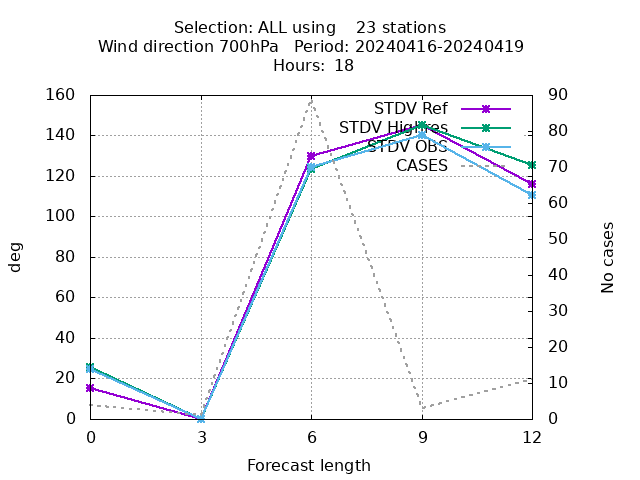 Selection: ALL using    23 stations
Wind direction 700hPa   Period: 20240416-20240419
Hours: 18
160
140
120
100
80
60
40
20
0
90
80
70
60
50
40
30
20
10
0
STDV Ref
STDV Highres
STDV OBS
CASES
deg
No cases
0 3 6 9 12
Forecast length